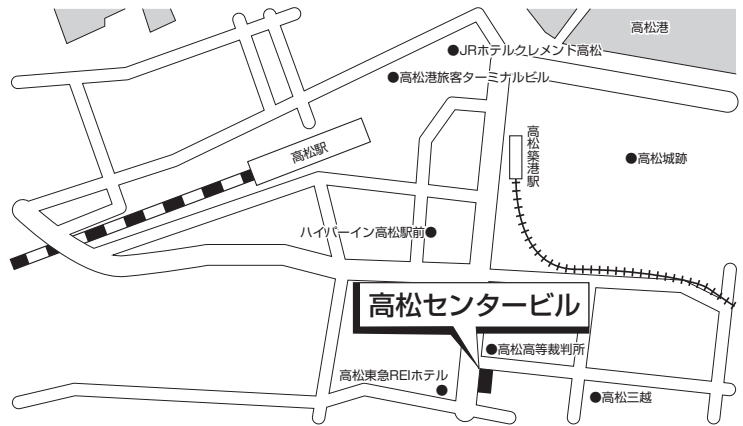 高松港
JRホテルクレメンド高松
高松港旅客ターミナルビル
高松駅
高松築港駅
高松城跡
ハイパーイン高松駅前
高松センタービル
高松高等裁判所
高松東急REIホテル
高松三越